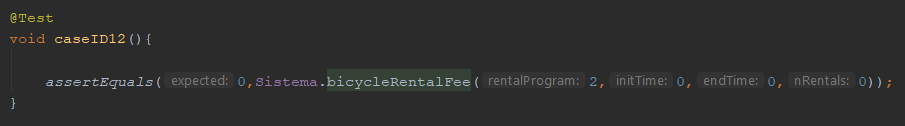 @Test
void caseID12(){
assertEquals( expected: 0,Sistema.bicycleRentalFee( rentalProgram: 2, initTime: 0, endTime: 0, nRentals: 0));
}